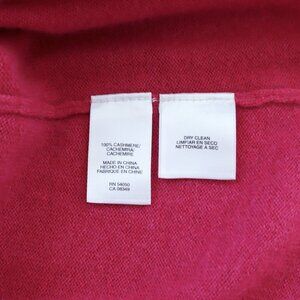 100% CASHMERE/
CACHEMIRA/
CACHEMIRE
MADE IN CHINA
HECHO EN CHINA
FABRIQUE EN CHINE
RN 54050
CA 08349
DRY CLEAN
LIMPIAR EN SECO
NETTOYAGE A SEC